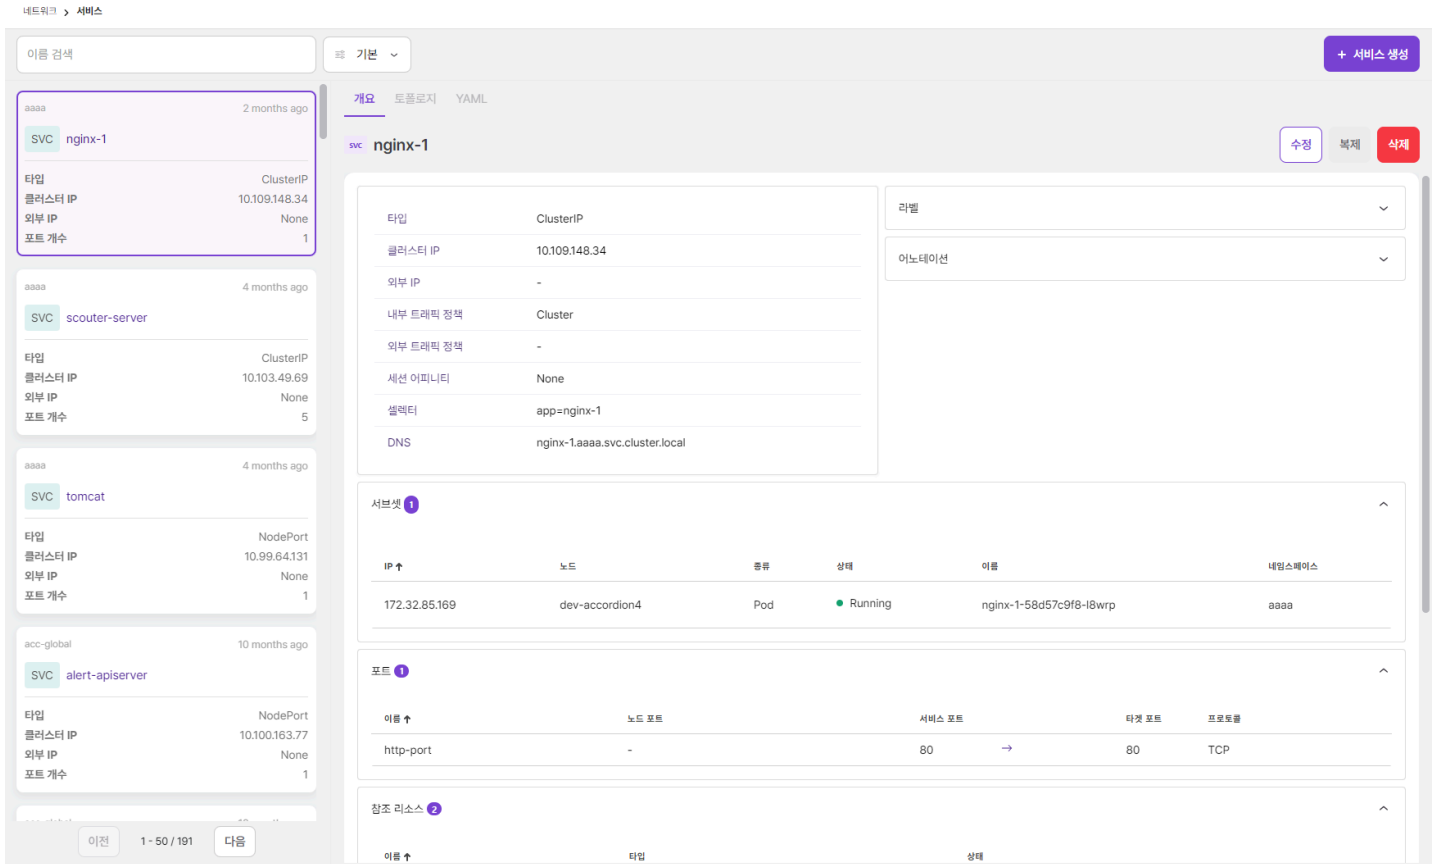 네트워크 > 서비스
이름 검색
기본
+ 서비스 생성
aaaa 2 months ago
SVC nginx-1
타입 ClusterIP
클러스터 IP 10.109.148.34
외부 IP None
포트 개수 1
aaaa 4 months ago
SVC scouter-server
타입 ClusterIP
클러스터 IP 10.103.49.69
외부 IP None
포트 개수 5
aaaa 4 months ago
SVC tomcat
타입 NodePort
클러스터 IP 10.99.64.131
외부 IP None
포트 개수 1
acc-global 10 months ago
SVC alert-apiserver
타입 NodePort
클러스터 IP 10.100.163.77
외부 IP None
포트 개수 1
이전 1 - 50 / 191 다음
개요 토폴로지 YAML
SVC nginx-1
수정 복제 삭제
타입 ClusterIP
클러스터 IP 10.109.148.34
외부 IP -
내부 트래픽 정책 Cluster
외부 트래픽 정책 -
세션 어피니티 None
셀렉터 app=nginx-1
DNS nginx-1.aaaa.svc.cluster.local
라벨
어노테이션
서브셋 1
IP ↑ 노드 종류 상태 이름 네임스페이스
172.32.85.169 dev-accordion4 Pod Running nginx-1-58d57c9f8-l8wrp aaaa
포트 1
이름 ↑ 노드 포트 서비스 포트 타겟 포트 프로토콜
http-port - 80 → 80 TCP
참조 리소스 2
이름 ↑ 타입 상태